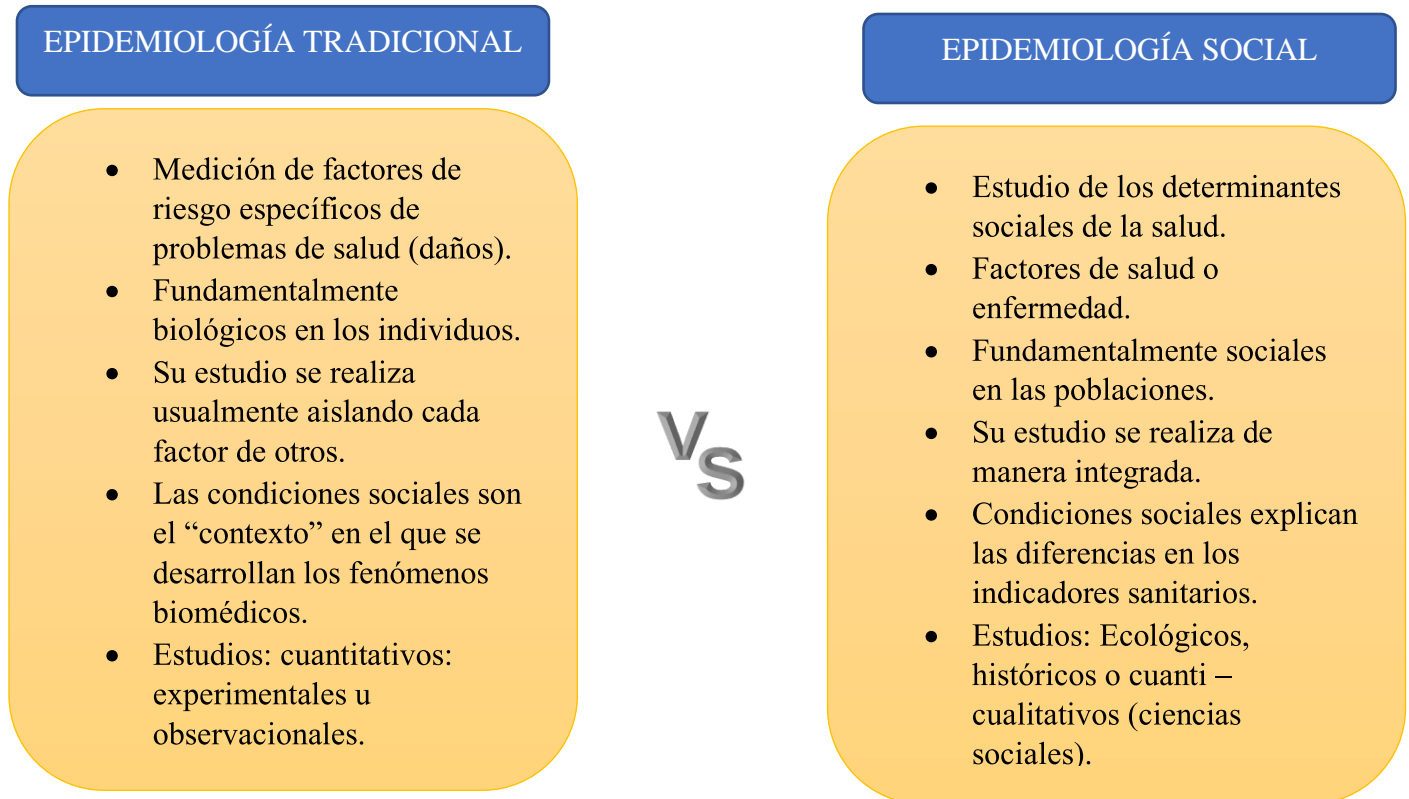 EPIDEMIOLOGÍA TRADICIONAL
• Medición de factores de
riesgo específicos de
problemas de salud (daños).
• Fundamentalmente
biológicos en los individuos.
• Su estudio se realiza
usualmente aislando cada
factor de otros.
• Las condiciones sociales son
el “contexto” en el que se
desarrollan los fenómenos
biomédicos.
• Estudios: cuantitativos:
experimentales u
observacionales.
VS
EPIDEMIOLOGÍA SOCIAL
• Estudio de los determinantes
sociales de la salud.
• Factores de salud o
enfermedad.
• Fundamentalmente sociales
en las poblaciones.
• Su estudio se realiza de
manera integrada.
• Condiciones sociales explican
las diferencias en los
indicadores sanitarios.
• Estudios: Ecológicos,
históricos o cuanti –
cualitativos (ciencias
sociales).